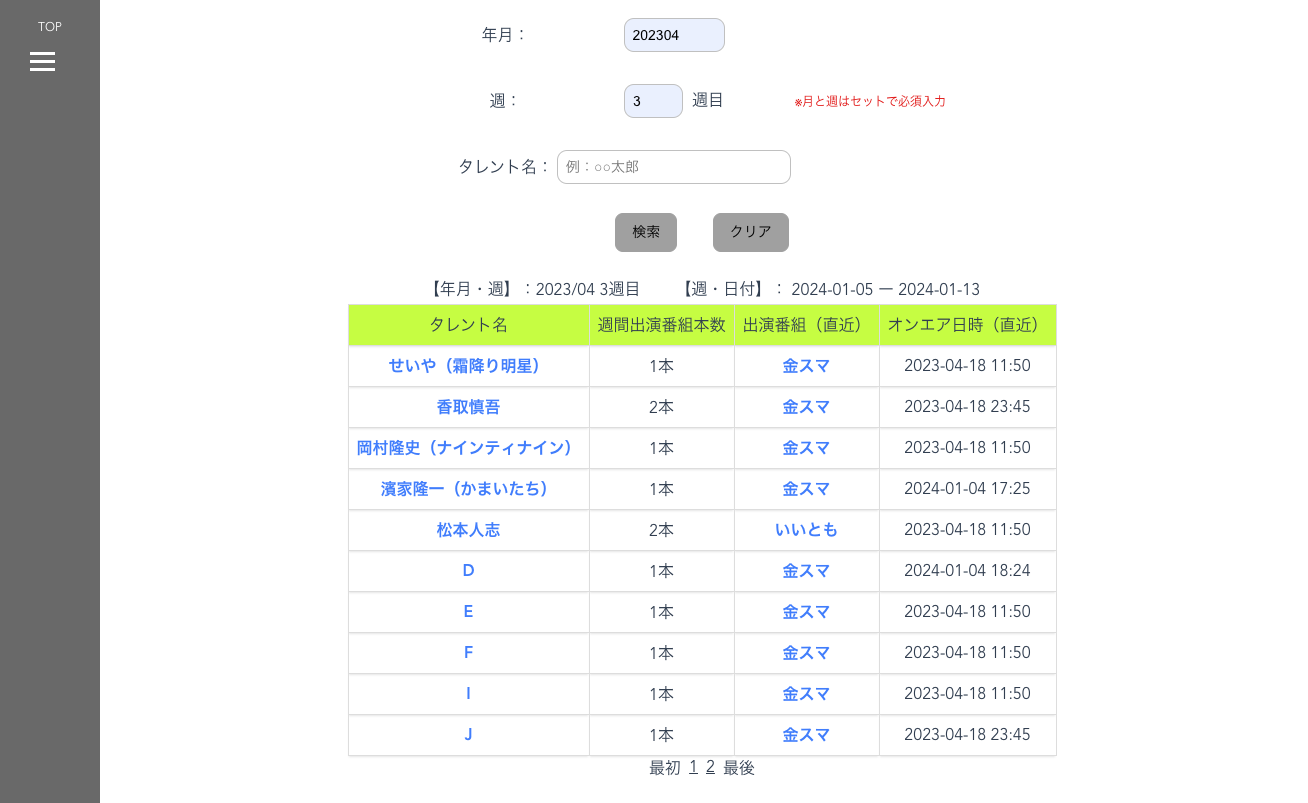 TOP
年月：
202304
週：
3 週目 ※月と週はセットで必須入力
タレント名： 例：○○太郎
検索 クリア
【年月・週】：2023/04 3週目 【週・日付】： 2024-01-05 ー 2024-01-13
タレント名 週間出演番組本数 出演番組（直近） オンエア日時（直近）
せいや（霜降り明星） 1本 金スマ 2023-04-18 11:50
香取慎吾 2本 金スマ 2023-04-18 23:45
岡村隆史（ナインティナイン） 1本 金スマ 2023-04-18 11:50
濱家隆一（かまいたち） 1本 金スマ 2024-01-04 17:25
松本人志 2本 いいとも 2023-04-18 11:50
D 1本 金スマ 2024-01-04 18:24
E 1本 金スマ 2023-04-18 11:50
F 1本 金スマ 2023-04-18 11:50
I 1本 金スマ 2023-04-18 11:50
J 1本 金スマ 2023-04-18 23:45
最初 1 2 最後